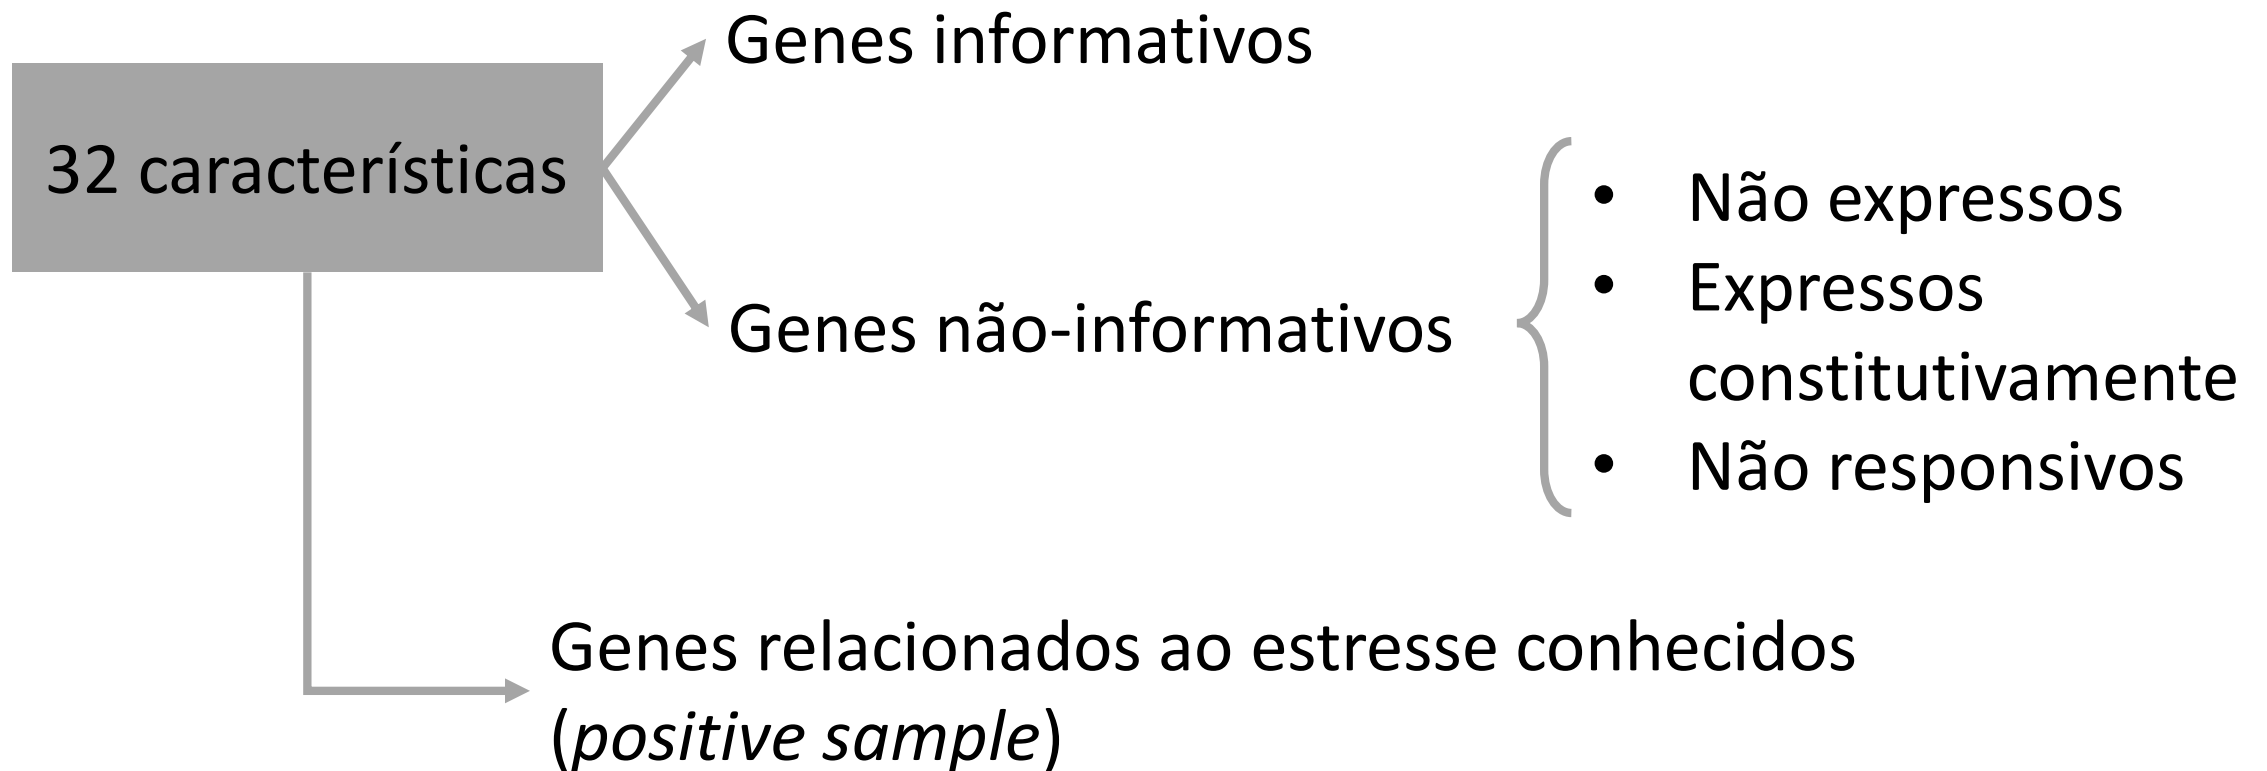 Genes informativos
32 características
Genes não-informativos
• Não expressos
• Expressos
constitutivamente
• Não responsivos
Genes relacionados ao estresse conhecidos
(positive sample)